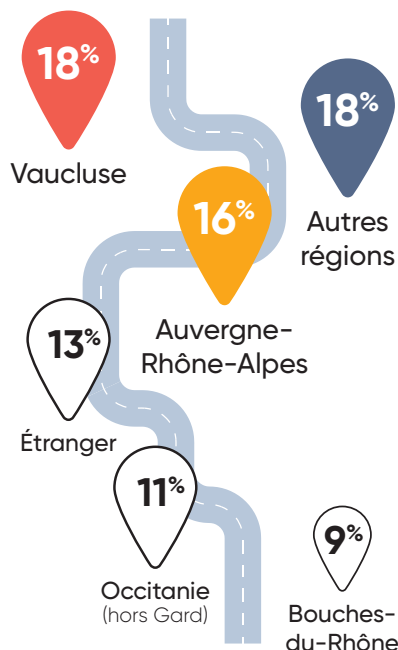 18%
Vaucluse
18%
Autres
régions
16%
Auvergne-
Rhône-Alpes
13%
Étranger
11%
Occitanie
(hors Gard)
9%
Bouches-
du-Rhône